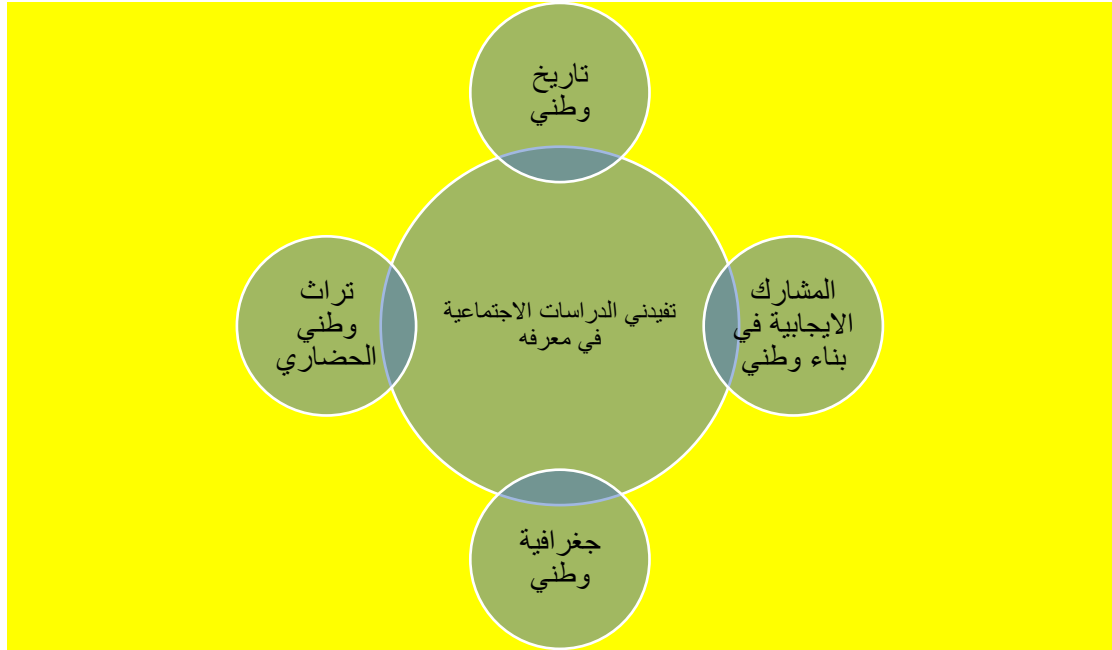 تاريخ
وطني
تفيدني الدراسات الاجتماعية
في معرفه
المشارك
الايجابية في
بناء وطني
تراث
وطني
الحضاري
جغرافية
وطني